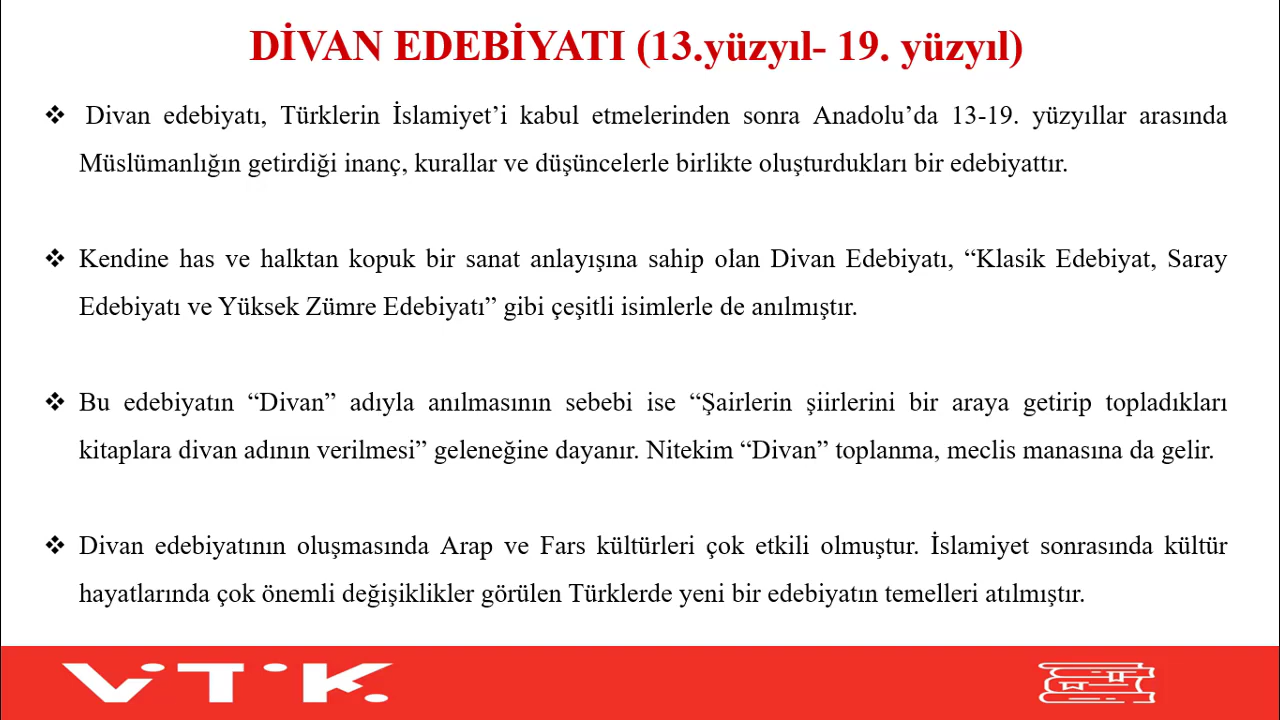 DİVAN EDEBİYATI (13.yüzyıl- 19. yüzyıl)
❖ Divan edebiyatı, Türklerin İslamiyet’i kabul etmelerinden sonra Anadolu’da 13-19. yüzyıllar arasında
Müslümanlığın getirdiği inanç, kurallar ve düşüncelerle birlikte oluşturdukları bir edebiyattır.
❖ Kendine has ve halktan kopuk bir sanat anlayışına sahip olan Divan Edebiyatı, “Klasik Edebiyat, Saray
Edebiyatı ve Yüksek Zümre Edebiyatı” gibi çeşitli isimlerle de anılmıştır.
❖ Bu edebiyatın “Divan” adıyla anılmasının sebebi ise “Şairlerin şiirlerini bir araya getirip topladıkları
kitaplara divan adının verilmesi” geleneğine dayanır. Nitekim “Divan” toplanma, meclis manasına da gelir.
❖ Divan edebiyatının oluşmasında Arap ve Fars kültürleri çok etkili olmuştur. İslamiyet sonrasında kültür
hayatlarında çok önemli değişiklikler görülen Türklerde yeni bir edebiyatın temelleri atılmıştır.
VİTİK